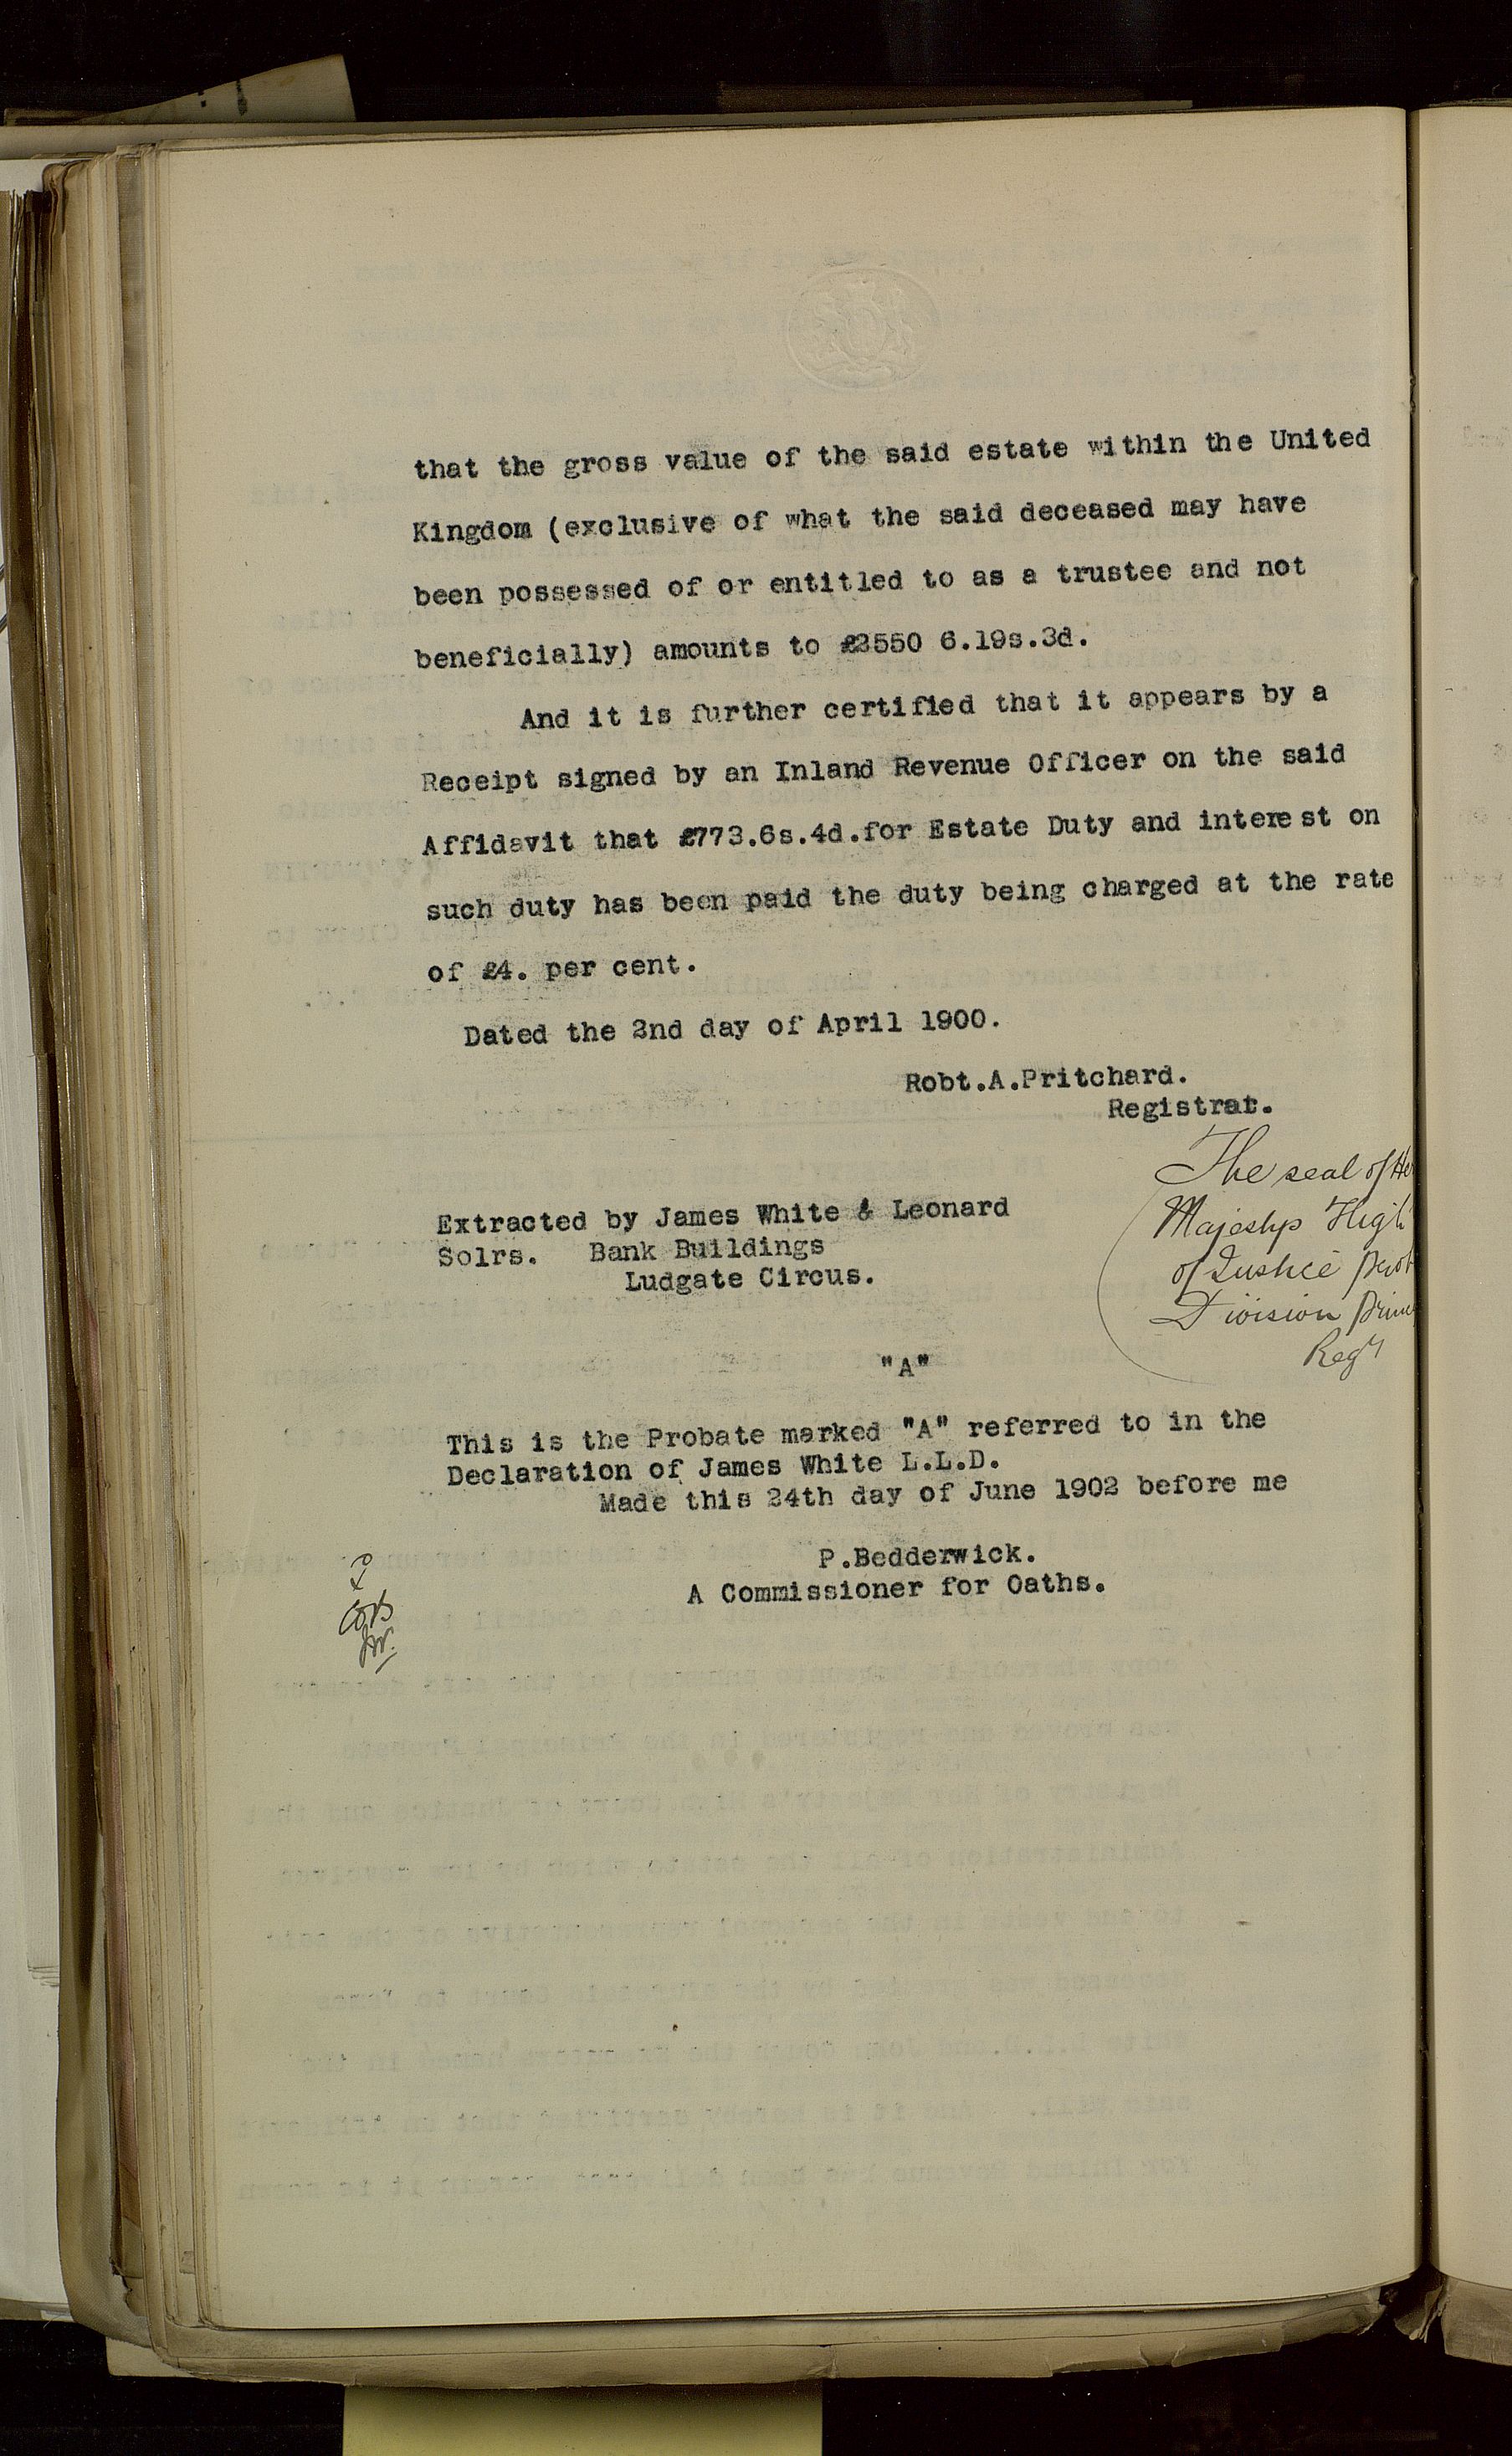 that the gross value of the said estate within the United
Kingdom (exclusive of what the said deceased may have
been possessed of or entitled to as a trustee and not
beneficially) amounts to £3550 6.19s.3d.
And it is further certified that it appears by a
Receipt signed by an Inland Revenue Officer on the said
Affidavit that £773.6s.4d.for Estate Duty and interest on
such duty has been paid the duty being charged at the rate
of £4. per cent.
Dated the 2nd day of April 1900.
Robt.A.Pritchard.
Registrar.
The seal of He
Majestys High
of Justice Prob
Division Princ
Regy
Extracted by James White & Leonard
Solrs. Bank Buildings
Ludgate Circus.
"A"
This is the Probate marked "A" referred to in the
Declaration of James White L.L.D.
Made this 24th day of June 1902 before me
P.Bedderwick.
A Commissioner for Oaths.